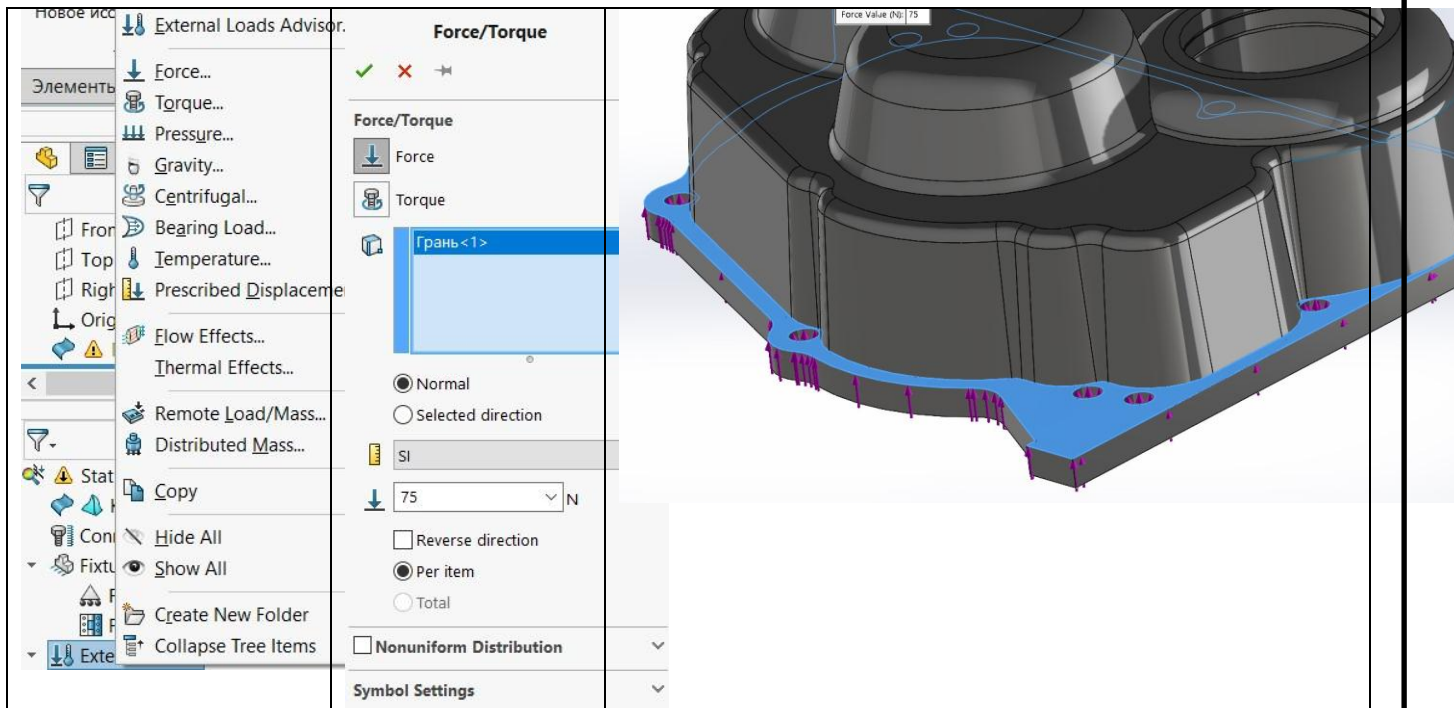 Новое исс
Элементы
Fror
Top
Righ
Orig
Stat
Conn
Fixtu
Exte
External Loads Advisor.
Force...
Torque...
Pressure...
Gravity...
Centrifugal...
Bearing Load...
Temperature...
Prescribed Displaceme
Flow Effects...
Thermal Effects...
Remote Load/Mass...
Distributed Mass...
Copy
Hide All
Show All
Create New Folder
Collapse Tree Items
Force/Torque
Force/Torque
Force
Torque
Грань<1>
Normal
Selected direction
SI
75 N
Reverse direction
Per item
Total
Nonuniform Distribution
Symbol Settings
Force Value (N): 75